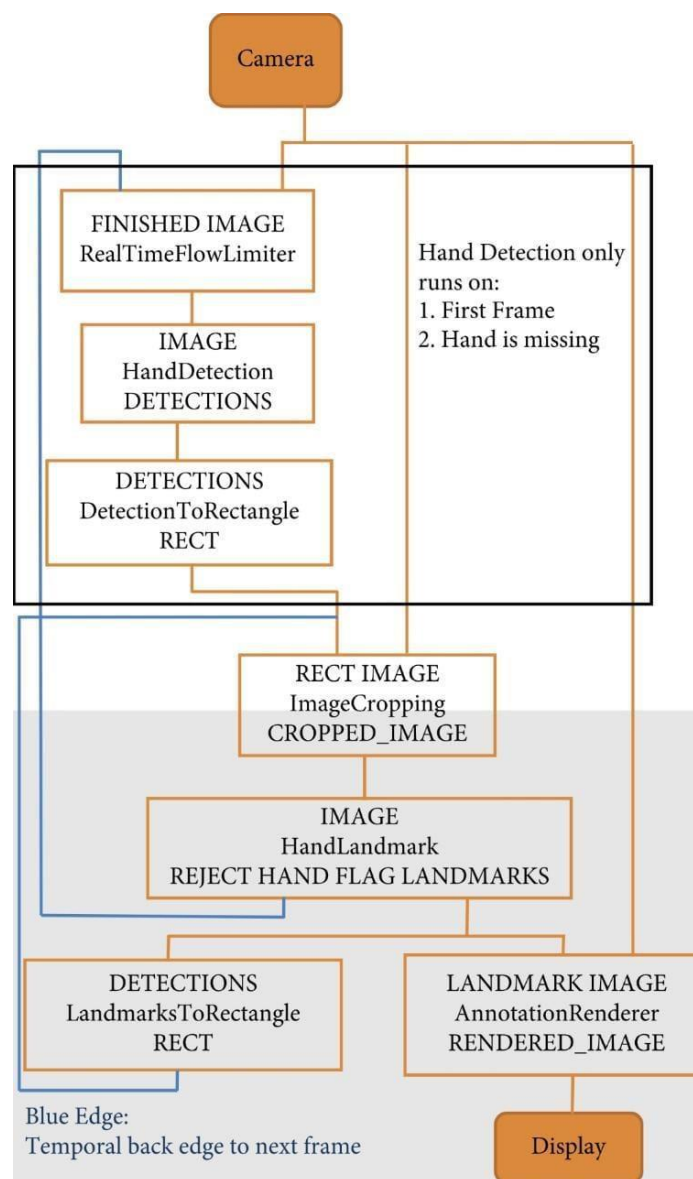 Camera
FINISHED IMAGE
RealTimeFlowLimiter
Hand Detection only
runs on:
1. First Frame
2. Hand is missing
IMAGE
HandDetection
DETECTIONS
DETECTIONS
DetectionToRectangle
RECT
RECT IMAGE
ImageCropping
CROPPED_IMAGE
IMAGE
HandLandmark
REJECT HAND FLAG LANDMARKS
DETECTIONS
LandmarksToRectangle
RECT
LANDMARK IMAGE
AnnotationRenderer
RENDERED_IMAGE
Blue Edge:
Temporal back edge to next frame
Display